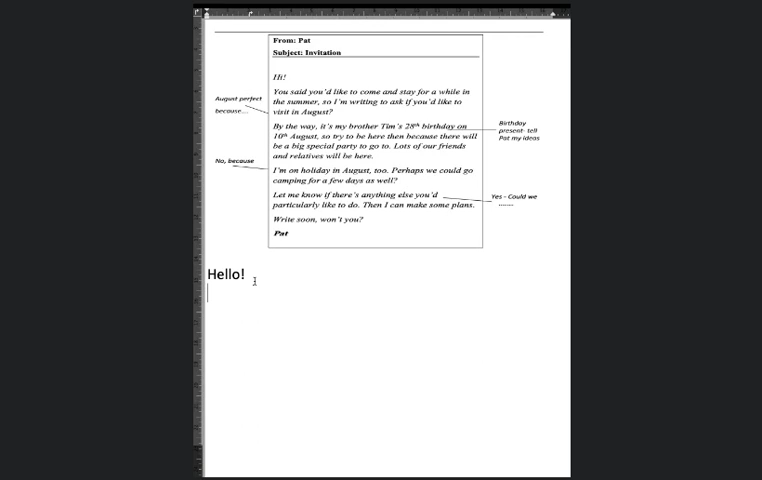 From: Pat
Subject: Invitation
Hi!
You said you'd like to come and stay for a while in
the summer, so I'm writing to ask if you'd like to
visit in August?
August perfect
because...
By the way, it's my brother Tim's 28th birthday on
10th August, so try to be here then because there will
be a big special party to go to. Lots of our friends
and relatives will be here.
Birthday
present- tell
Pat my ideas
No, because
I'm on holiday in August, too. Perhaps we could go
camping for a few days as well?
Let me know if there's anything else you'd
particularly like to do. Then I can make some plans.
Yes - Could we
.......
Write soon, won't you?
Pat
Hello!